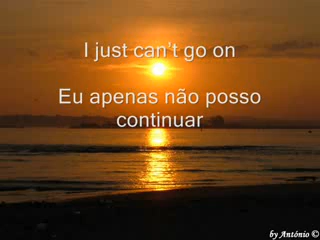 I just can't go on
Eu apenas não posso
continuar
by António ©